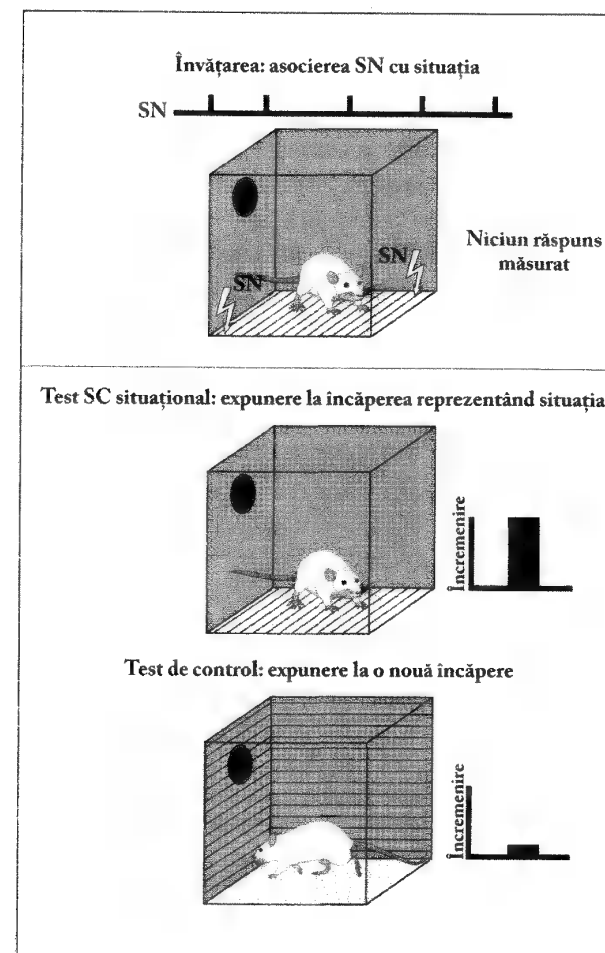 Învățarea: asocierea SN cu situația
SN
SN
SN
Niciun răspuns
măsurat
Test SC situațional: expunere la încăperea reprezentând situația
Încremenire
Test de control: expunere la o nouă încăpere
Încremenire